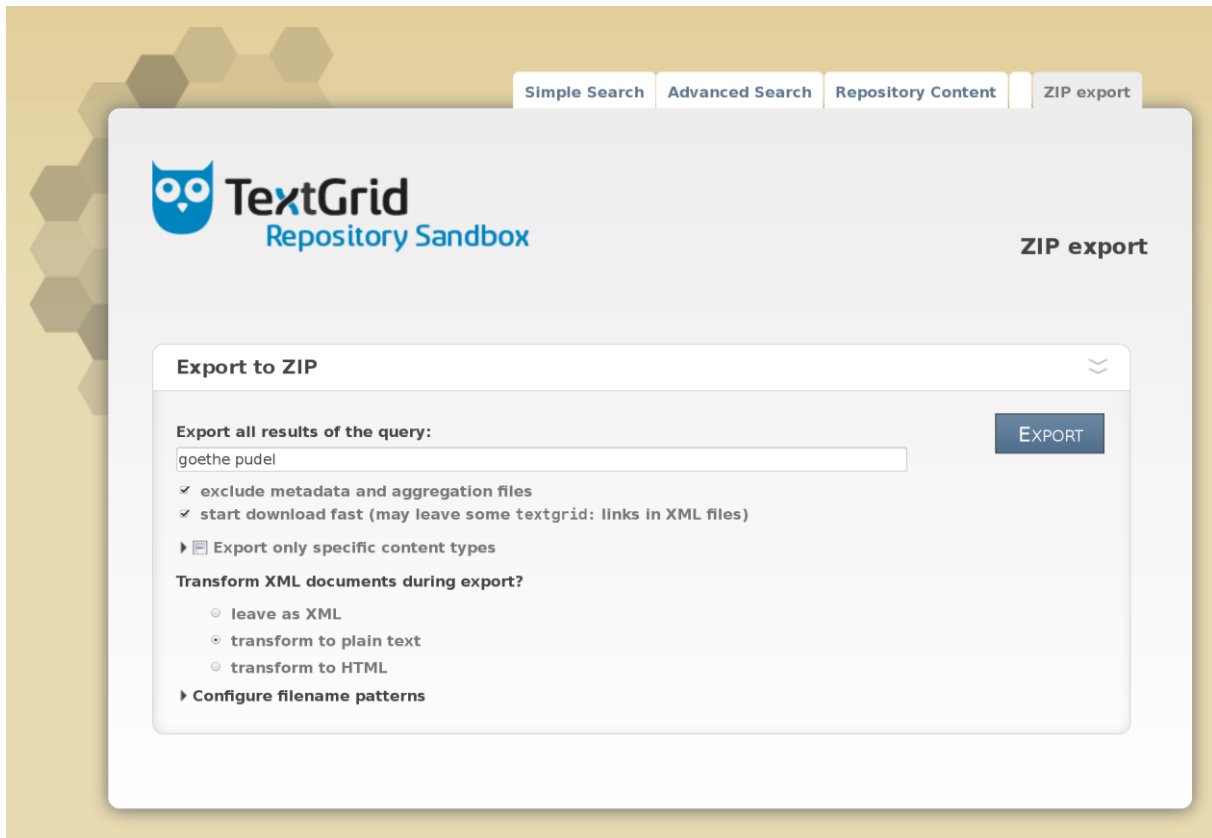 Simple Search Advanced Search Repository Content ZIP export
TextGrid
Repository Sandbox
ZIP export
Export to ZIP
Export all results of the query:
EXPORT
goethe pudel
exclude metadata and aggregation files
start download fast (may leave some textgrid: links in XML files)
Export only specific content types
Transform XML documents during export?
leave as XML
transform to plain text
transform to HTML
Configure filename patterns